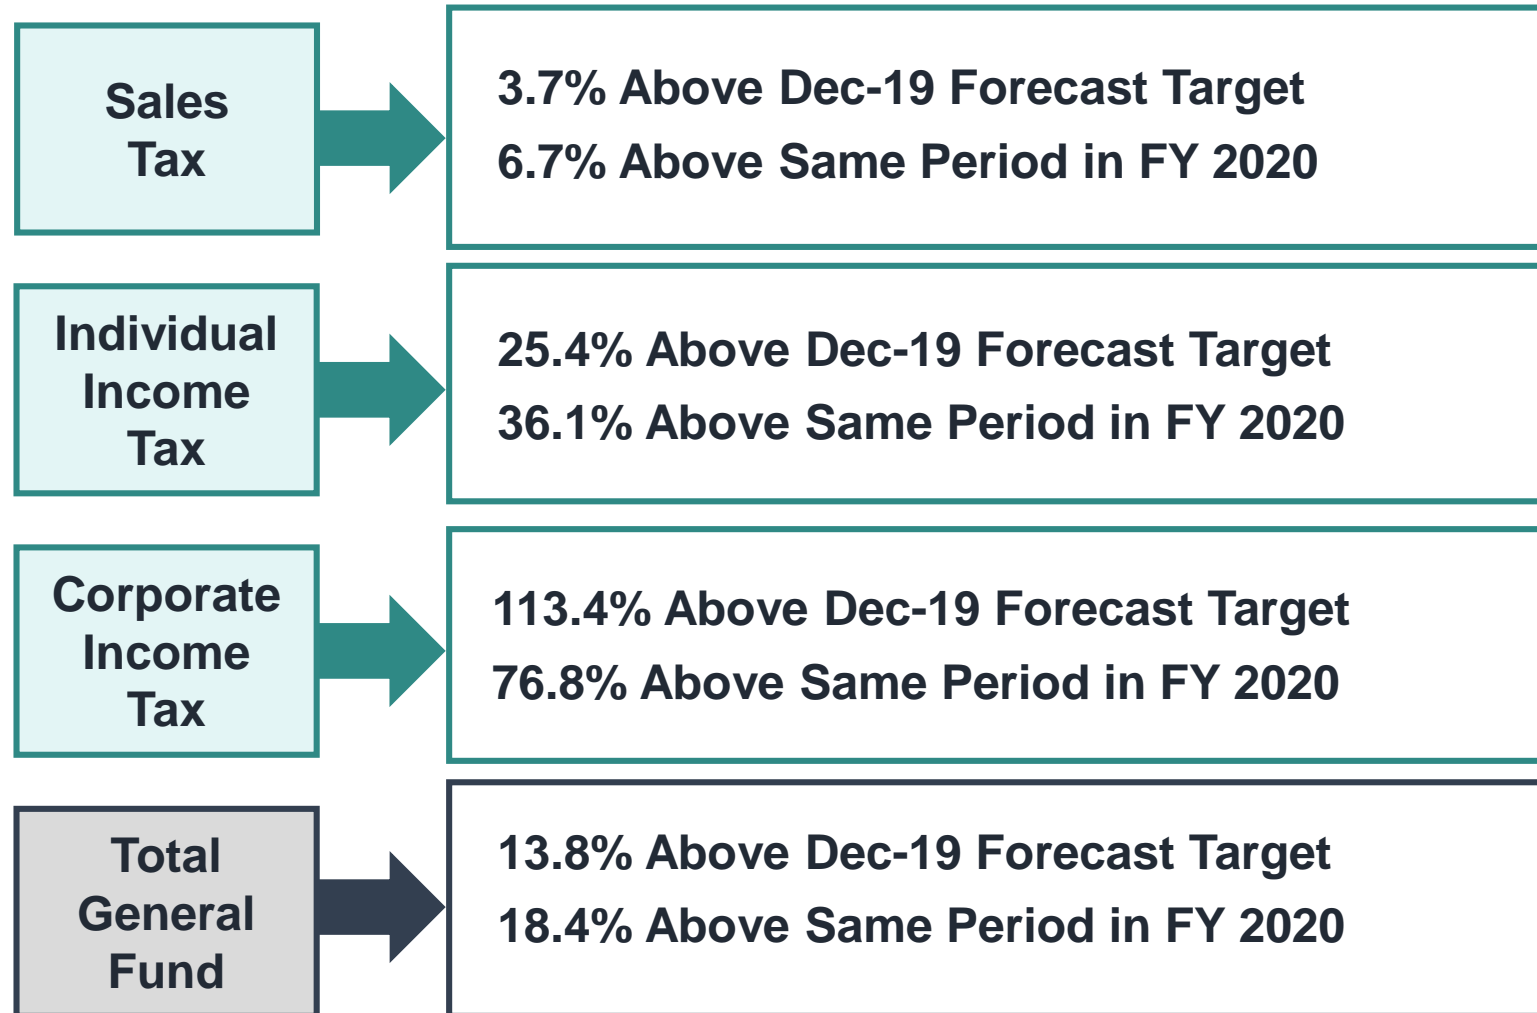 Sales
Tax
3.7% Above Dec-19 Forecast Target
6.7% Above Same Period in FY 2020
Individual
Income
Tax
25.4% Above Dec-19 Forecast Target
36.1% Above Same Period in FY 2020
Corporate
Income
Tax
113.4% Above Dec-19 Forecast Target
76.8% Above Same Period in FY 2020
Total
General
Fund
13.8% Above Dec-19 Forecast Target
18.4% Above Same Period in FY 2020